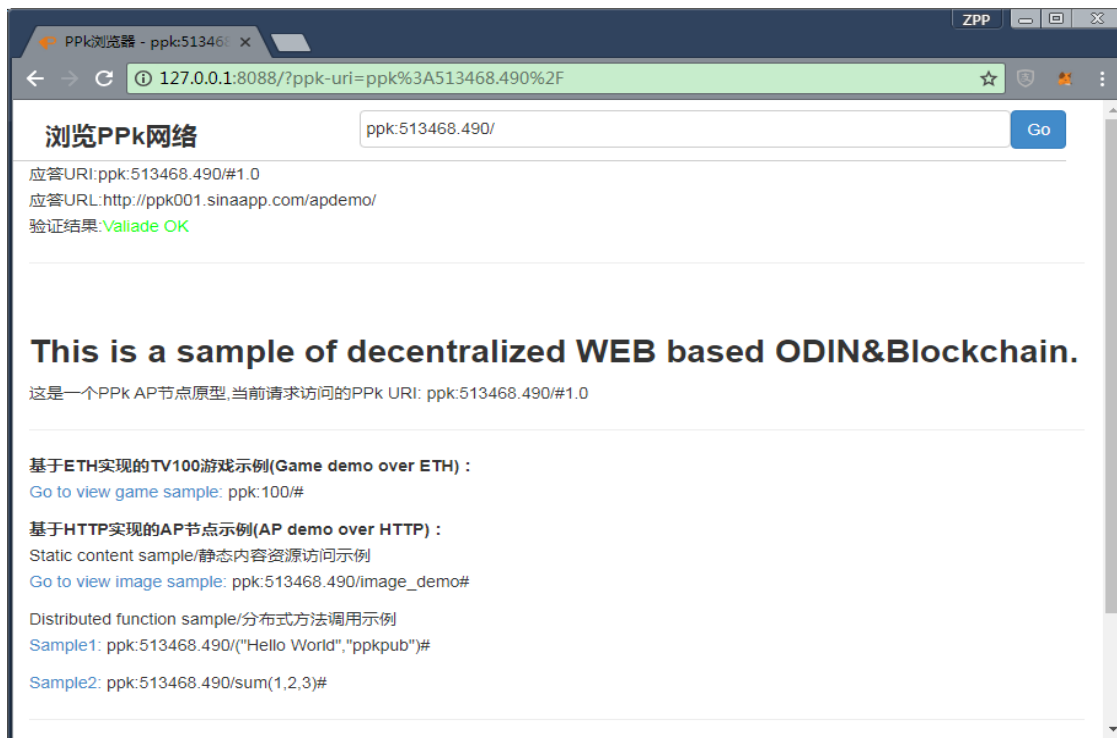 ZPP
PPk浏览器 - ppk:513468
127.0.0.1:8088/?ppk-uri=ppk%3A513468.490%2F
浏览PPk网络
ppk:513468.490/
Go
应答URI:ppk:513468.490/#1.0
应答URL:http://ppk001.sinaapp.com/apdemo/
验证结果:Valiade OK
This is a sample of decentralized WEB based ODIN&Blockchain.
这是一个PPk AP节点原型,当前请求访问的PPk URI: ppk:513468.490/#1.0
基于ETH实现的TV100游戏示例(Game demo over ETH)：
Go to view game sample: ppk:100/#
基于HTTP实现的AP节点示例(AP demo over HTTP)：
Static content sample/静态内容资源访问示例
Go to view image sample: ppk:513468.490/image_demo#
Distributed function sample/分布式方法调用示例
Sample1: ppk:513468.490/("Hello World","ppkpub")#
Sample2: ppk:513468.490/sum(1,2,3)#